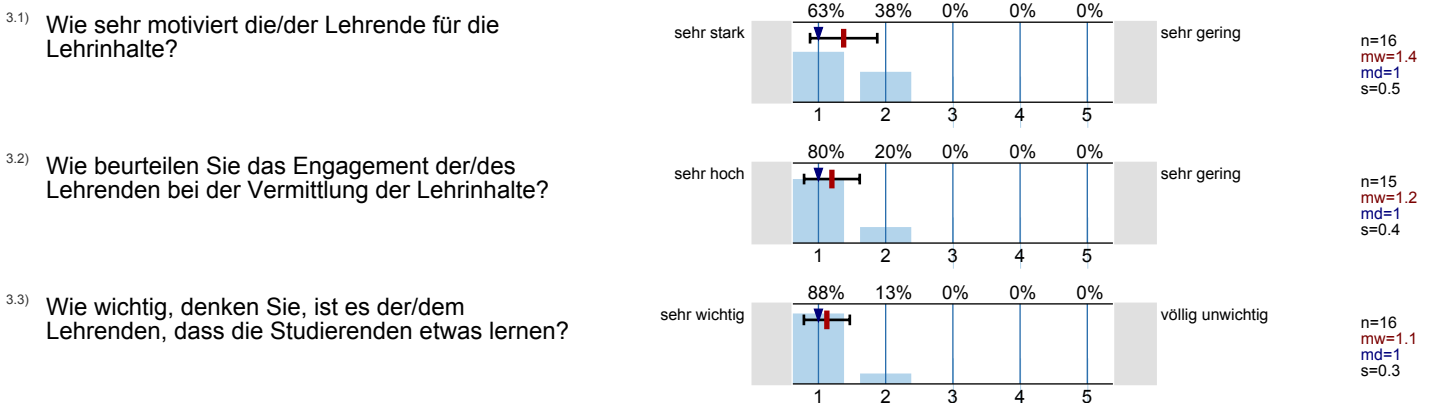 3.1) Wie sehr motiviert die/der Lehrende für die
Lehrinhalte?
63% 38% 0% 0% 0%
sehr stark
sehr gering
n=16
mw=1.4
md=1
s=0.5
1 2 3 4 5
3.2) Wie beurteilen Sie das Engagement der/des
Lehrenden bei der Vermittlung der Lehrinhalte?
80% 20% 0% 0% 0%
sehr hoch
sehr gering
n=15
mw=1.2
md=1
s=0.4
1 2 3 4 5
3.3) Wie wichtig, denken Sie, ist es der/dem
Lehrenden, dass die Studierenden etwas lernen?
88% 13% 0% 0% 0%
sehr wichtig
völlig unwichtig
n=16
mw=1.1
md=1
s=0.3
1 2 3 4 5